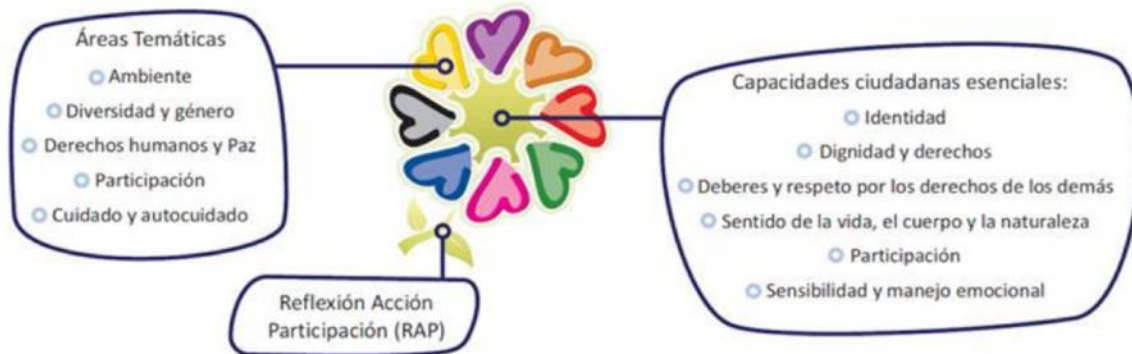 Áreas Temáticas
Ambiente
Diversidad y género
Derechos humanos y Paz
Participación
Cuidado y autocuidado
Reflexión Acción
Participación (RAP)
Capacidades ciudadanas esenciales:
Identidad
Dignidad y derechos
Deberes y respeto por los derechos de los demás
Sentido de la vida, el cuerpo y la naturaleza
Participación
Sensibilidad y manejo emocional